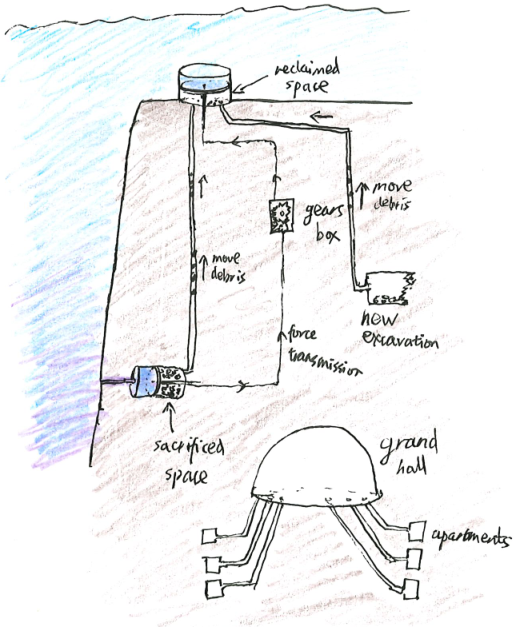 reclaimed
space
move
debris
gears
box
move
debris
new
excavation
force
transmission
sacrificed
space
grand
hall
apartments